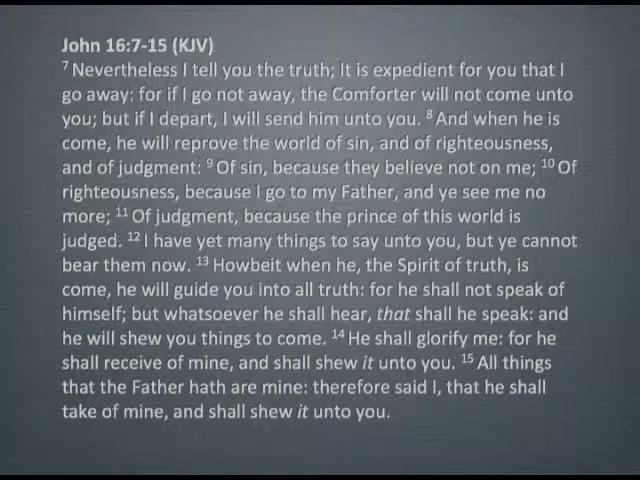 John 16:7-15 (KJV)
⁷ Nevertheless I tell you the truth; It is expedient for you that I
go away: for if I go not away, the Comforter will not come unto
you; but if I depart, I will send him unto you. ⁸ And when he is
come, he will reprove the world of sin, and of righteousness,
and of judgment: ⁹ Of sin, because they believe not on me; ¹⁰ Of
righteousness, because I go to my Father, and ye see me no
more; ¹¹ Of judgment, because the prince of this world is
judged. ¹² I have yet many things to say unto you, but ye cannot
bear them now. ¹³ Howbeit when he, the Spirit of truth, is
come, he will guide you into all truth: for he shall not speak of
himself; but whatsoever he shall hear, that shall he speak: and
he will shew you things to come. ¹⁴ He shall glorify me: for he
shall receive of mine, and shall shew it unto you. ¹⁵ All things
that the Father hath are mine: therefore said I, that he shall
take of mine, and shall shew it unto you.